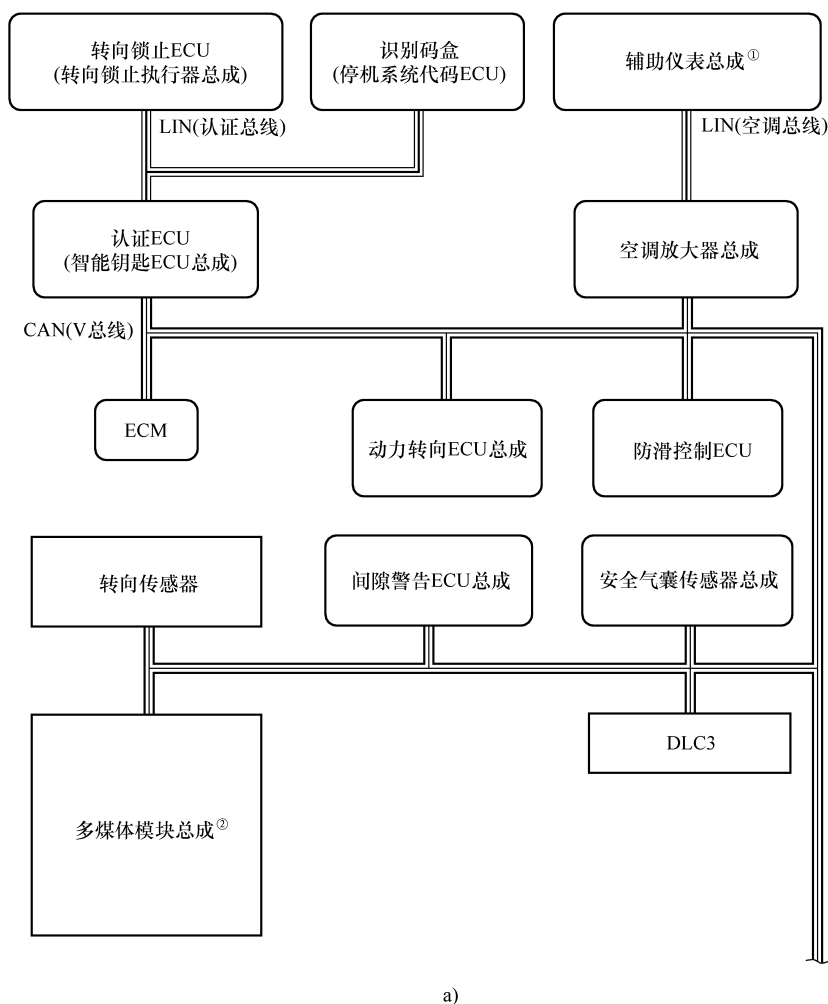 转向锁止ECU
(转向锁止执行器总成)
识别码盒
(停机系统代码ECU)
辅助仪表总成①
LIN(认证总线)
LIN(空调总线)
认证ECU
(智能钥匙ECU总成)
空调放大器总成
CAN(V总线)
ECM
动力转向ECU总成
防滑控制ECU
转向传感器
间隙警告ECU总成
安全气囊传感器总成
多媒体模块总成②
DLC3
a)